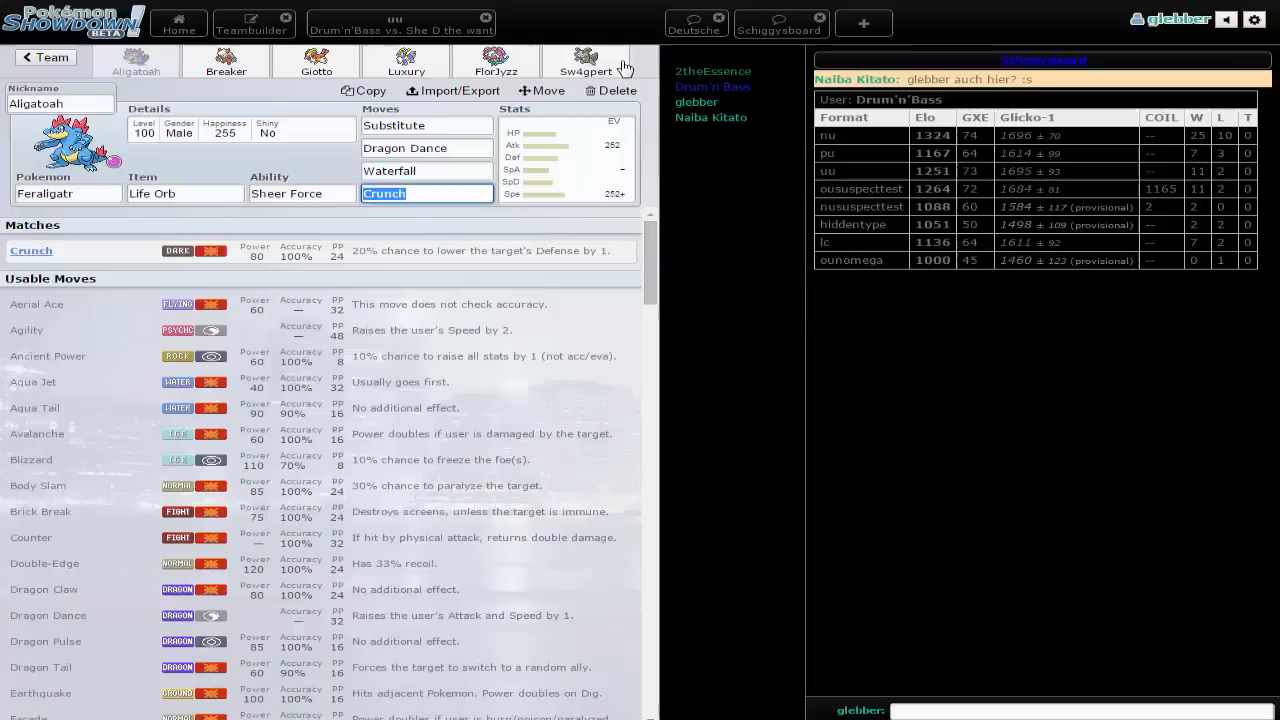 Pokémon
SHOWDOWN
BETA
Home
Teambuilder
uu
Drum'n'Bass vs. She D the want
Deutsche
Schiggysboard
+
glebber
Team
Aligatoah
Breaker
Giotto
Luxury
FlorJyzz
Sw4gpert
Copy
Import/Export
Move
Delete
Nickname
Aligatoah
Details
Level Gender Happiness Shiny
100 Male 255 No
Pokemon
Feraligatr
Item
Life Orb
Ability
Sheer Force
Moves
Substitute
Dragon Dance
Waterfall
Crunch
Stats
EV
HP
Atk 252
Def
SpA –
SpD
Spe 252+
Matches
Crunch DARK Power 80 Accuracy 100% PP 24 20% chance to lower the target's Defense by 1.
Usable Moves
Aerial Ace FLYING Power 60 Accuracy — PP 32 This move does not check accuracy.
Agility PSYCHC Accuracy — PP 48 Raises the user's Speed by 2.
Ancient Power ROCK Power 60 Accuracy 100% PP 8 10% chance to raise all stats by 1 (not acc/eva).
Aqua Jet WATER Power 40 Accuracy 100% PP 32 Usually goes first.
Aqua Tail WATER Power 90 Accuracy 90% PP 16 No additional effect.
Avalanche ICE Power 60 Accuracy 100% PP 16 Power doubles if user is damaged by the target.
Blizzard ICE Power 110 Accuracy 70% PP 8 10% chance to freeze the foe(s).
Body Slam NORMAL Power 85 Accuracy 100% PP 24 30% chance to paralyze the target.
Brick Break FIGHT Power 75 Accuracy 100% PP 24 Destroys screens, unless the target is immune.
Counter FIGHT Power — Accuracy 100% PP 32 If hit by physical attack, returns double damage.
Double-Edge NORMAL Power 120 Accuracy 100% PP 24 Has 33% recoil.
Dragon Claw DRAGON Power 80 Accuracy 100% PP 24 No additional effect.
Dragon Dance DRAGON Accuracy — PP 32 Raises the user's Attack and Speed by 1.
Dragon Pulse DRAGON Power 85 Accuracy 100% PP 16 No additional effect.
Dragon Tail DRAGON Power 60 Accuracy 90% PP 16 Forces the target to switch to a random ally.
Earthquake GROUND Power 100 Accuracy 100% PP 16 Hits adjacent Pokemon. Power doubles on Dig.
Facade NORMAL Power Accuracy PP Power doubles if user is burn/poison/paralyzed.
2theEssence
Drum'n'Bass
glebber
Naiba Kitato
Schiggysboard
Naiba Kitato: glebber auch hier? :s
User: Drum'n'Bass
Format Elo GXE Glicko-1 COIL W L T
nu 1324 74 1696 ± 70 -- 25 10 0
pu 1167 64 1614 ± 99 -- 7 3 0
uu 1251 71 1695 ± 93 -- 11 2 0
oususpecttest 1264 72 1684 ± 81 1165 11 2 0
nususpecttest 1088 60 1584 ± 117 (provisional) 2 2 0 0
hiddentype 1051 50 1498 ± 109 (provisional) -- 2 2 0
lc 1136 64 1611 ± 92 -- 7 2 0
ounomega 1000 45 1460 ± 123 (provisional) -- 0 1 0
glebber: